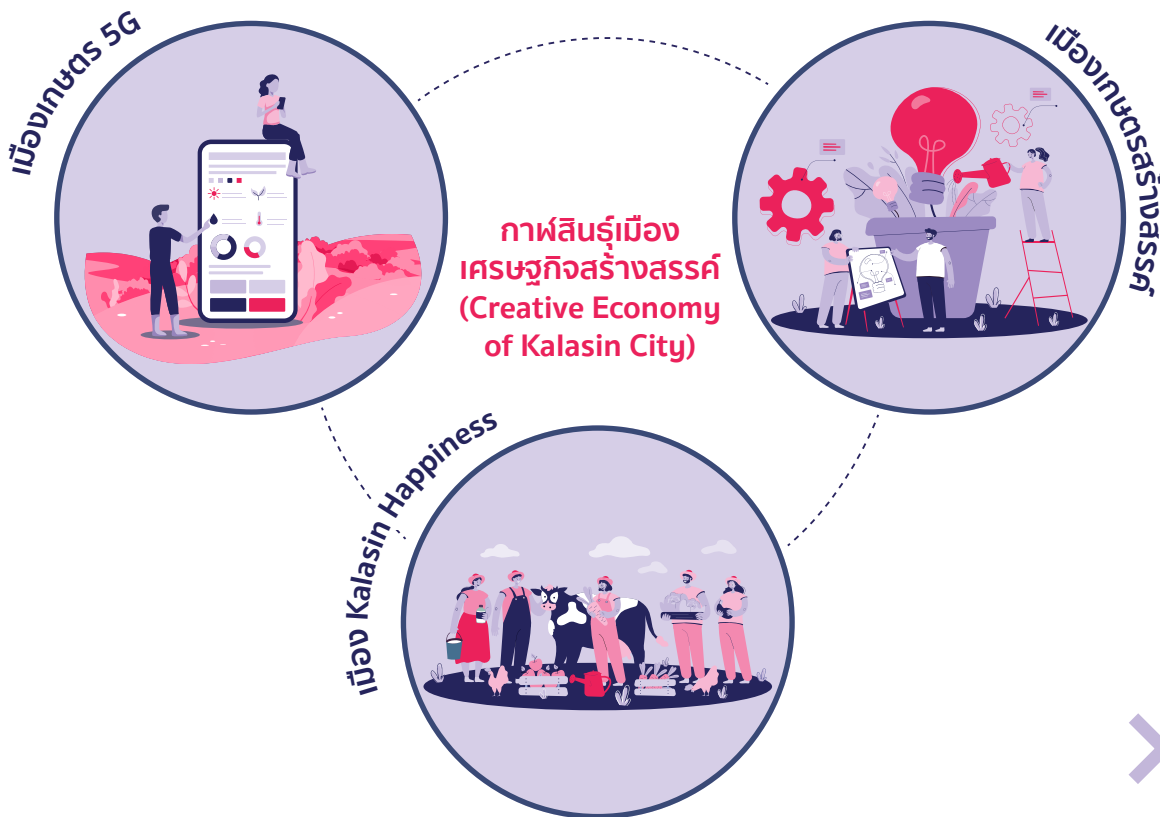 เมืองเกษตร 5G
เมืองเกษตรสร้างสรรค์
กาฬสินธุ์เมือง
เศรษฐกิจสร้างสรรค์
(Creative Economy
of Kalasin City)
เมือง Kalasin Happiness